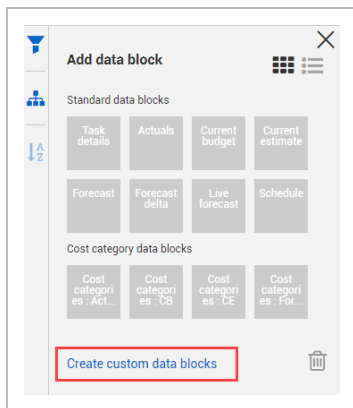 Add data block
A
Z
Standard data blocks
Task
details
Actuals
Current
budget
Current
estimate
Forecast
Forecast
delta
Live
forecast
Schedule
Cost category data blocks
Cost
categori
es : Act...
Cost
categori
es : CB
Cost
categori
es : CE
Cost
categori
es : For...
Create custom data blocks